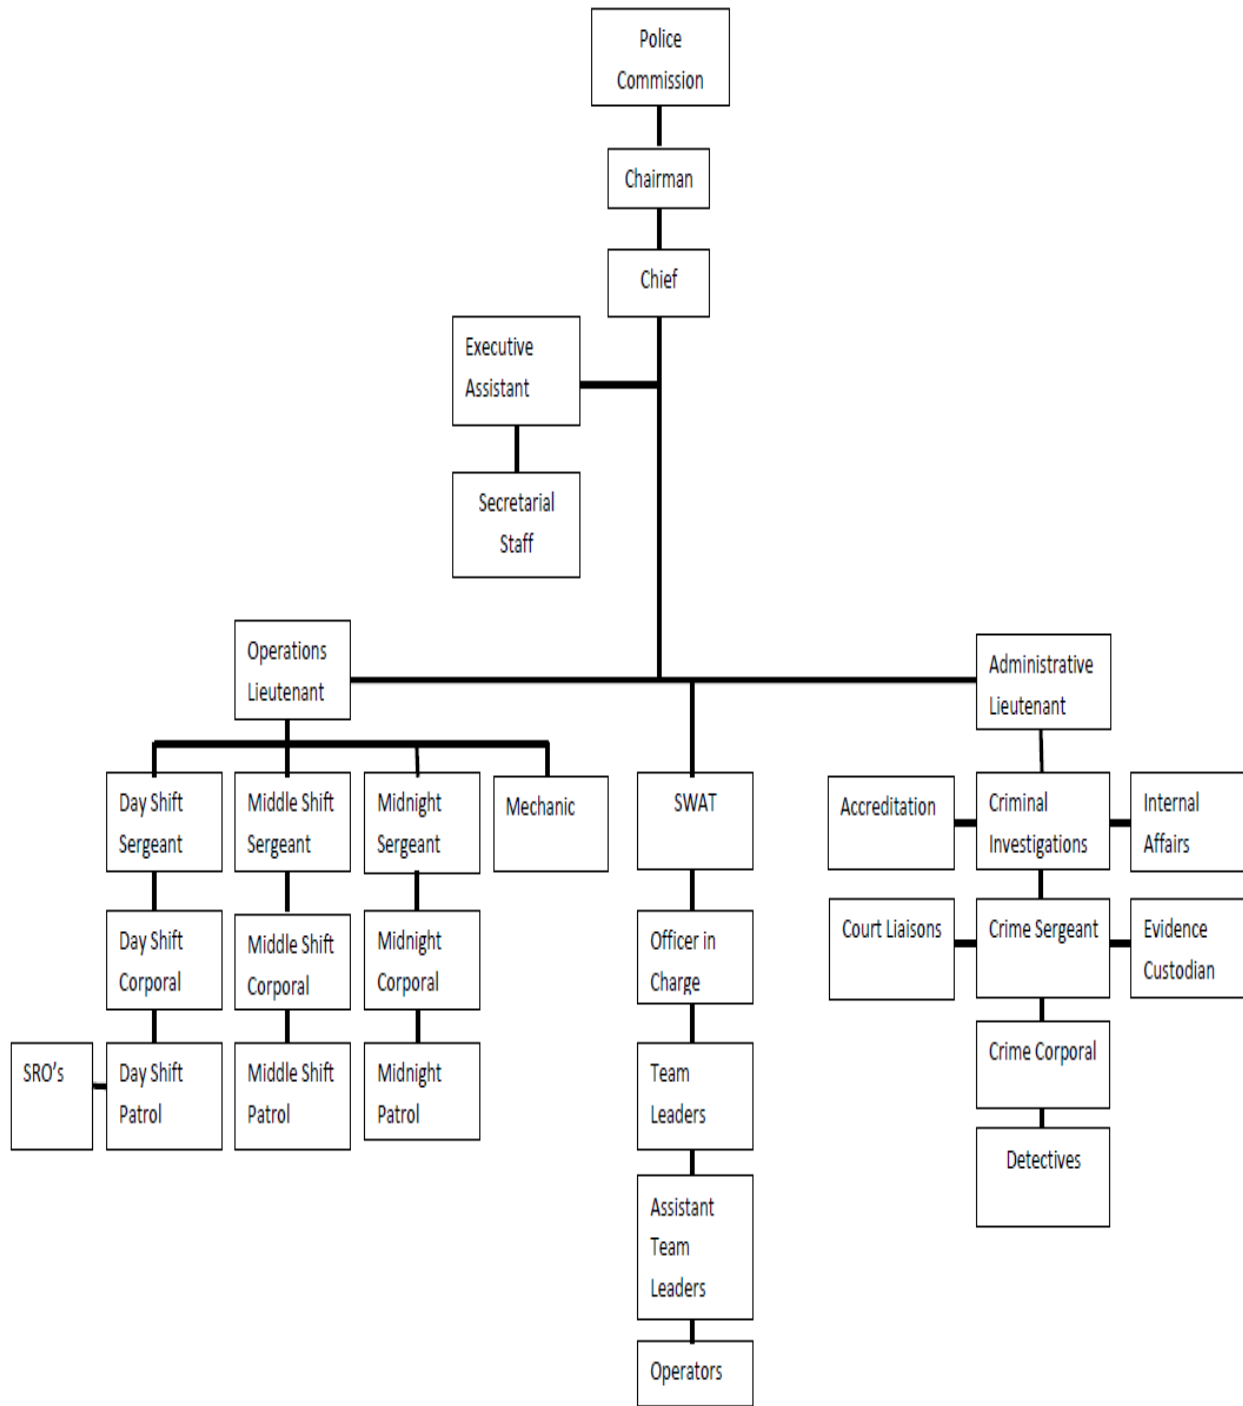 Police
Commission
Chairman
Chief
Executive
Assistant
Secretarial
Staff
Operations
Lieutenant
Administrative
Lieutenant
Day Shift
Sergeant
Middle Shift
Sergeant
Midnight
Sergeant
Mechanic
SWAT
Accreditation
Criminal
Investigations
Internal
Affairs
Day Shift
Corporal
Middle Shift
Corporal
Midnight
Corporal
Officer in
Charge
Court Liaisons
Crime Sergeant
Evidence
Custodian
SRO's
Day Shift
Patrol
Middle Shift
Patrol
Midnight
Patrol
Team
Leaders
Crime Corporal
Detectives
Assistant
Team
Leaders
Operators